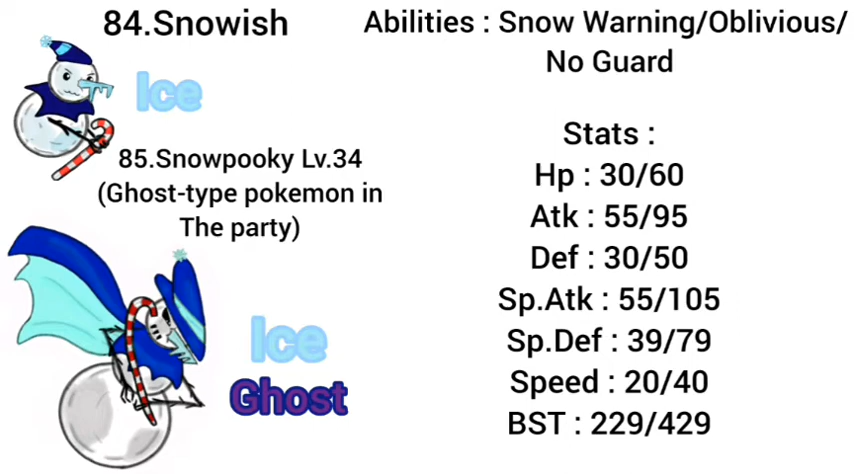 84.Snowish
Ice
85.Snowpooky Lv.34
(Ghost-type pokemon in
The party)
Ice
Ghost
Abilities : Snow Warning/Oblivious/
No Guard
Stats :
Hp : 30/60
Atk : 55/95
Def : 30/50
Sp.Atk : 55/105
Sp.Def : 39/79
Speed : 20/40
BST : 229/429